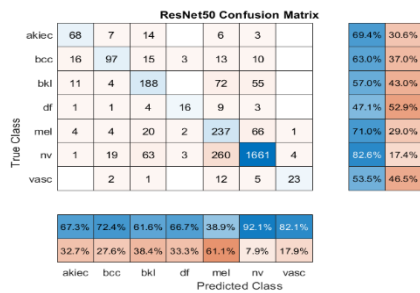 ResNet50 Confusion Matrix
akiec 68 7 14 6 3 69.4% 30.6%
bcc 16 97 15 3 13 10 63.0% 37.0%
bkl 11 4 188 72 55 57.0% 43.0%
df 1 1 4 16 9 3 47.1% 52.9%
mel 4 4 20 2 237 66 1 71.0% 29.0%
nv 1 19 63 3 260 1661 4 82.6% 17.4%
vasc 2 1 12 5 23 53.5% 46.5%
True Class
67.3% 72.4% 61.6% 66.7% 38.9% 92.1% 82.1%
32.7% 27.6% 38.4% 33.3% 61.1% 7.9% 17.9%
akiec bcc bkl df mel nv vasc
Predicted Class